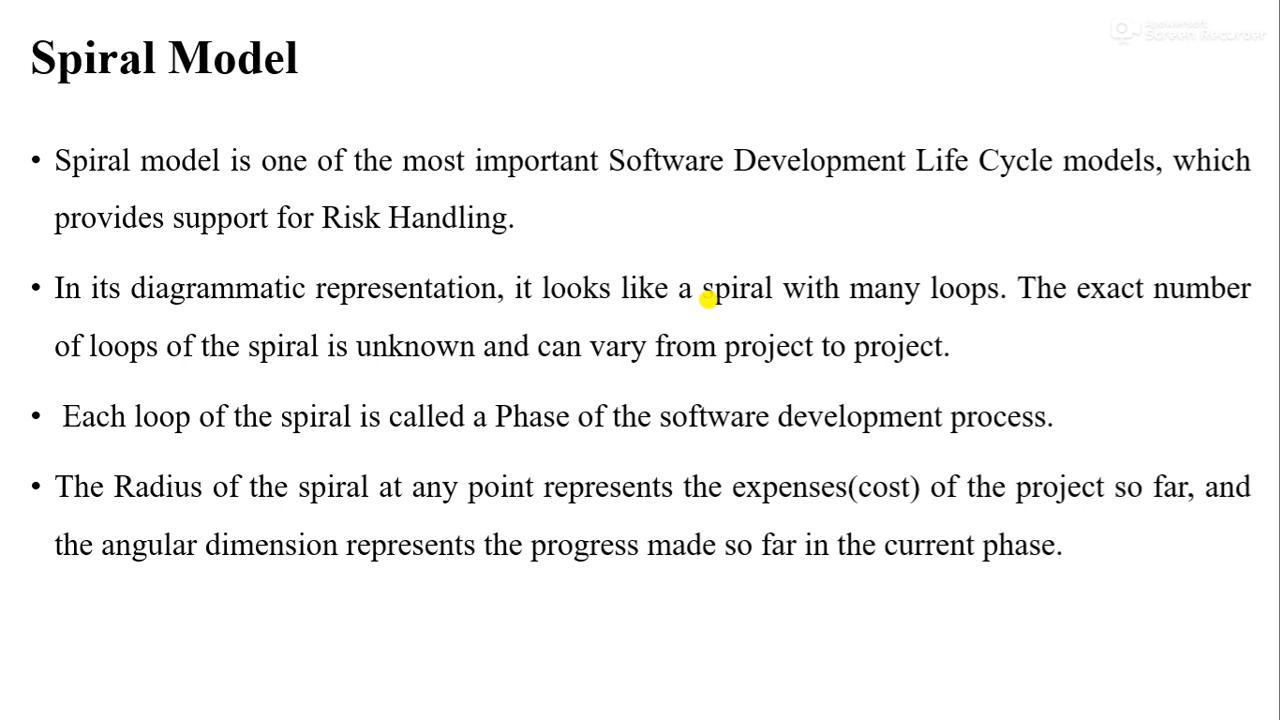 Spiral Model
Apowersoft
Screen Recorder
• Spiral model is one of the most important Software Development Life Cycle models, which
provides support for Risk Handling.
• In its diagrammatic representation, it looks like a spiral with many loops. The exact number
of loops of the spiral is unknown and can vary from project to project.
• Each loop of the spiral is called a Phase of the software development process.
• The Radius of the spiral at any point represents the expenses(cost) of the project so far, and
the angular dimension represents the progress made so far in the current phase.